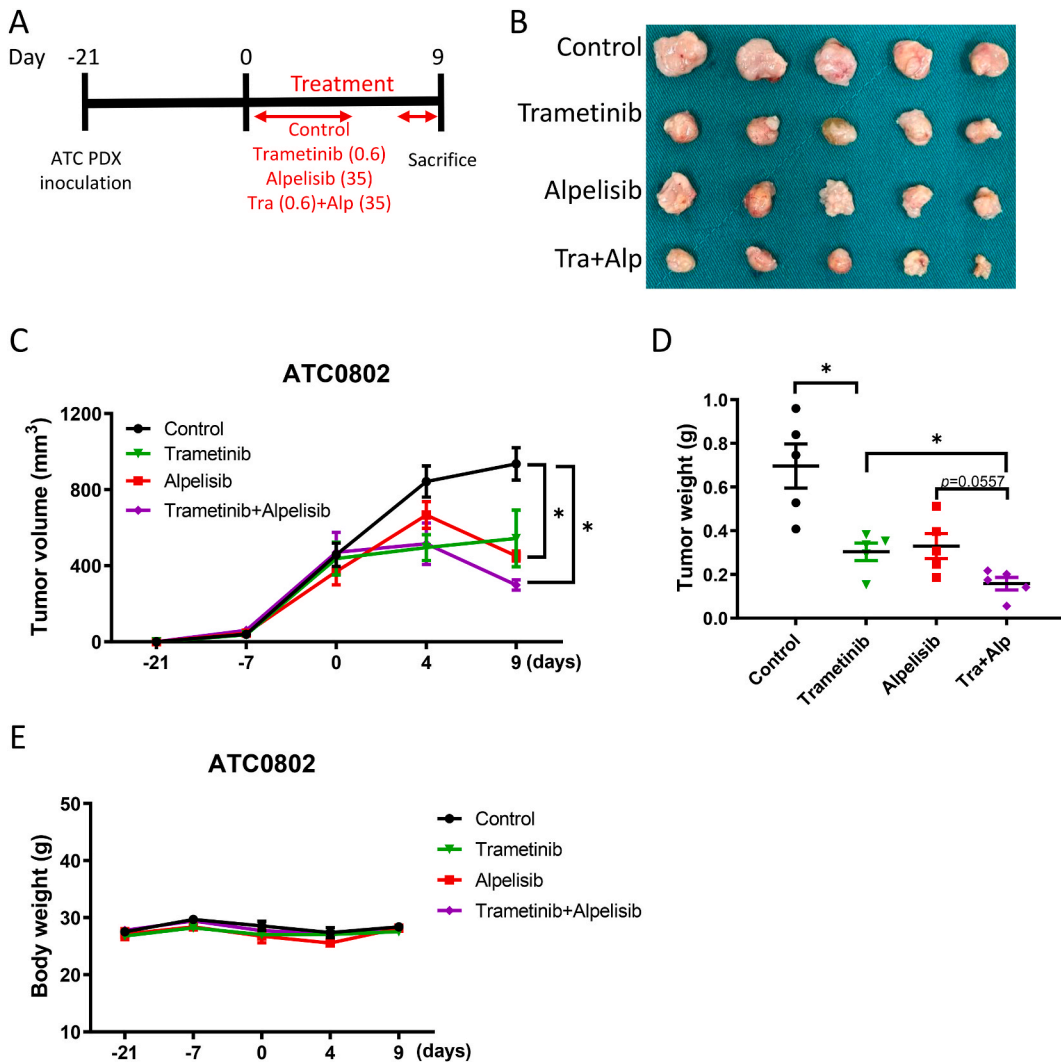 A
Day -21 0 9
Treatment
Control
Trametinib (0.6)
Alpelisib (35)
Tra (0.6)+Alp (35)
ATC PDX
inoculation
Sacrifice
B
Control
Trametinib
Alpelisib
Tra+Alp
C
ATC0802
Tumor volume (mm³)
1200
800
400
0
Control
Trametinib
Alpelisib
Trametinib+Alpelisib
*
*
-21 -7 0 4 9 (days)
D
Tumor weight (g)
1.0
0.8
0.6
0.4
0.2
0.0
*
*
p=0.0557
Control
Trametinib
Alpelisib
Tra+Alp
E
ATC0802
Body weight (g)
50
40
30
20
10
Control
Trametinib
Alpelisib
Trametinib+Alpelisib
-21 -7 0 4 9 (days)